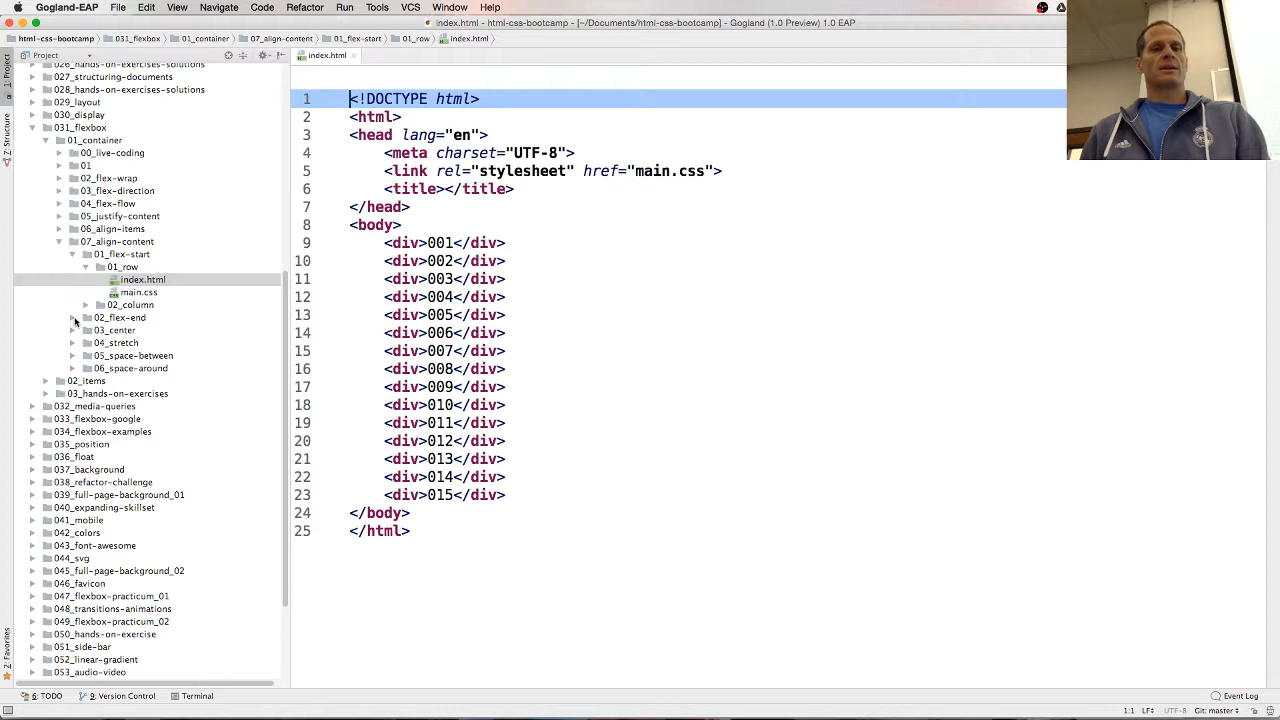 Gogland-EAP File Edit View Navigate Code Refactor Run Tools VCS Window Help
index.html - html-css-bootcamp - [~/Documents/html-css-bootcamp] - Gogland (1.0 Preview) 1.0 EAP
html-css-bootcamp 031_flexbox 01_container 07_align-content 01_flex-start 01_row index.html
Project
index.html
1: Project
7: Structure
2: Favorites
026_hands-on-exercises-solutions
027_structuring-documents
028_hands-on-exercises-solutions
029_layout
030_display
031_flexbox
01_container
00_live-coding
01
02_flex-wrap
03_flex-direction
04_flex-flow
05_justify-content
06_align-items
07_align-content
01_flex-start
01_row
index.html
main.css
02_column
02_flex-end
03_center
04_stretch
05_space-between
06_space-around
02_items
03_hands-on-exercises
032_media-queries
033_flexbox-google
034_flexbox-examples
035_position
036_float
037_background
038_refactor-challenge
039_full-page-background_01
040_expanding-skillset
041_mobile
042_colors
043_font-awesome
044_svg
045_full-page-background_02
046_favicon
047_flexbox-practicum_01
048_transitions-animations
049_flexbox-practicum_02
050_hands-on-exercise
051_side-bar
052_linear-gradient
053_audio-video
1 <!DOCTYPE html>
2 <html>
3 <head lang="en">
4 <meta charset="UTF-8">
5 <link rel="stylesheet" href="main.css">
6 <title></title>
7 </head>
8 <body>
9 <div>001</div>
10 <div>002</div>
11 <div>003</div>
12 <div>004</div>
13 <div>005</div>
14 <div>006</div>
15 <div>007</div>
16 <div>008</div>
17 <div>009</div>
18 <div>010</div>
19 <div>011</div>
20 <div>012</div>
21 <div>013</div>
22 <div>014</div>
23 <div>015</div>
24 </body>
25 </html>
6: TODO 9: Version Control Terminal Event Log
1:1 LF÷ UTF-8 Git: master÷